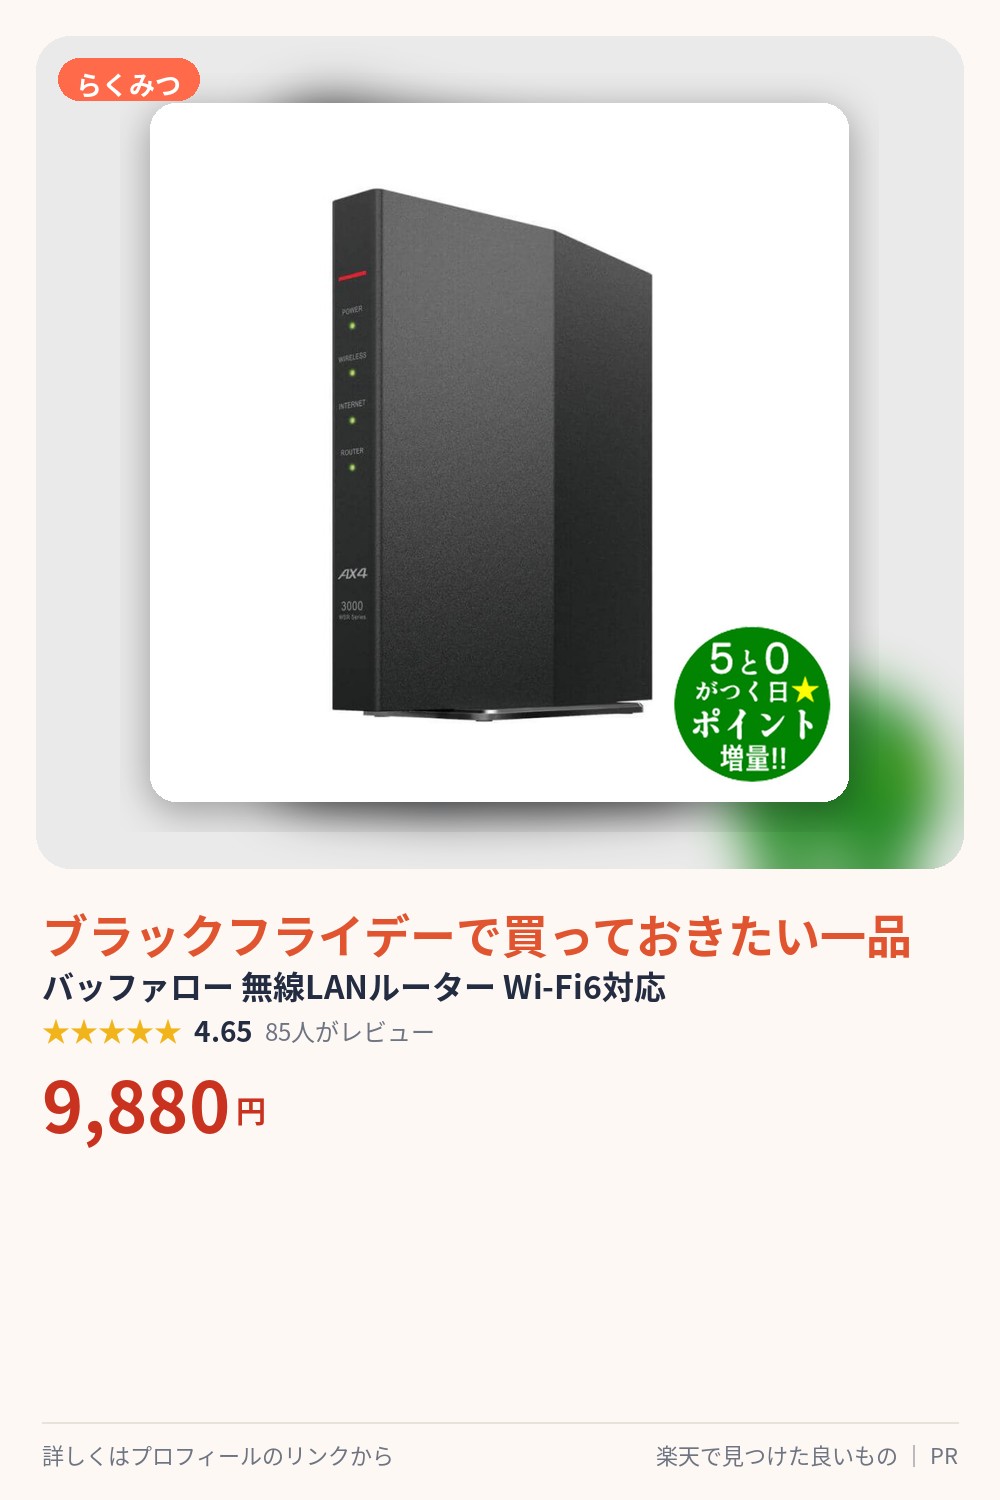 らくみつ
POWER
WIRELESS
INTERNET
ROUTER
AX4
3000
WSR Series
5と0
がつく日★
ポイント
増量!!
ブラックフライデーで買っておきたい一品
バッファロー 無線LANルーター Wi-Fi6対応
★★★★★ 4.65 85人がレビュー
9,880円
詳しくはプロフィールのリンクから
楽天で見つけた良いもの | PR